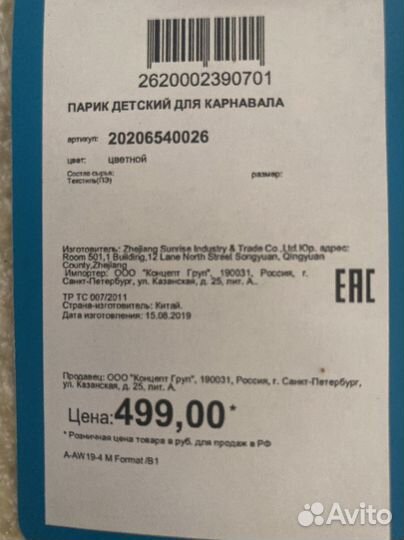 2620002390701
ПАРИК ДЕТСКИЙ ДЛЯ КАРНАВАЛА
артикул: 20206540026
цвет: цветной
Состав сырья: размер:
Текстиль(ПЭ)
Изготовитель: Zhejiang Sunrise Industry & Trade Co.,Ltd.Юр. адрес:
Room 501,1 Building,12 Lane North Street Songyuan, Qingyuan
County,Zhejiang
Импортер: ООО "Концепт Груп", 190031, Россия, г.
Санкт-Петербург, ул. Казанская, д. 25, лит. А..
EAC
ТР ТС 007/2011
Страна-изготовитель: Китай.
Дата изготовления: 15.08.2019
Продавец: ООО "Концепт Груп", 190031, Россия, г. Санкт-Петербург,
ул. Казанская, д. 25, лит. А.
Цена: 499,00*
* Розничная цена товара в руб. для продаж в РФ
A-AW19-4 M Format /B1
Avito